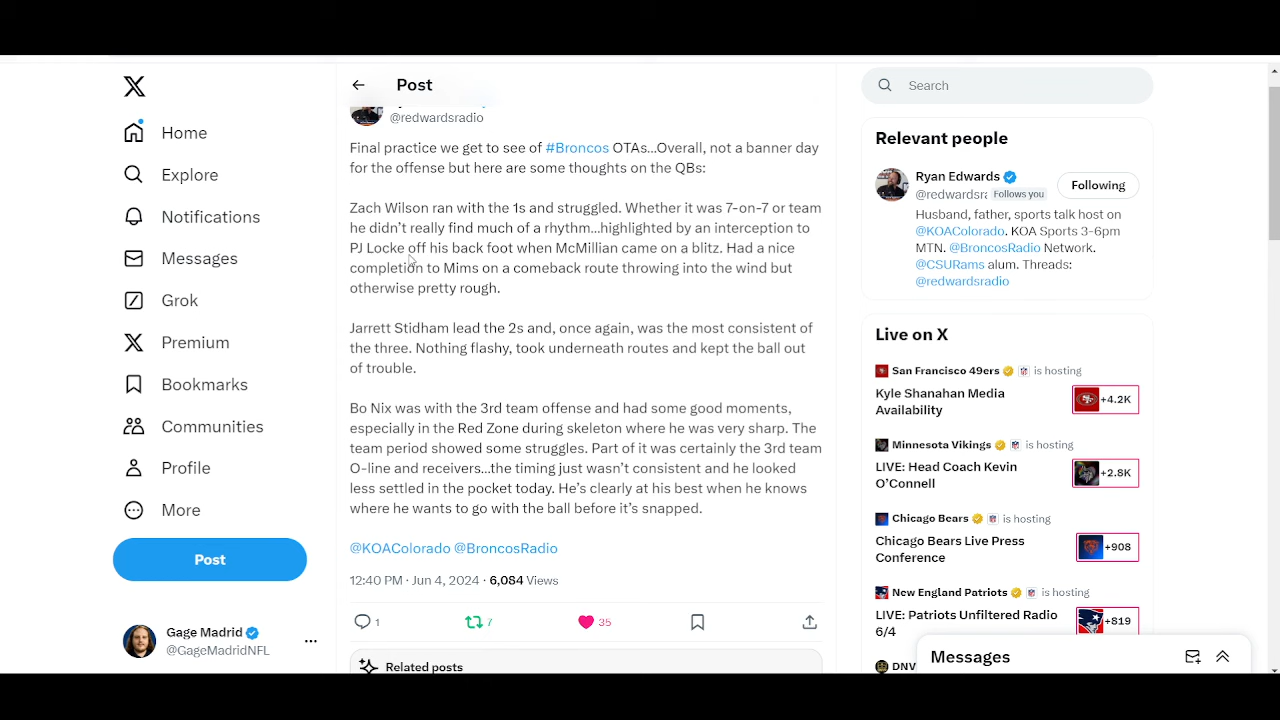 Post
Search
Home
Explore
Notifications
Messages
Grok
Premium
Bookmarks
Communities
Profile
More
Post
Gage Madrid
@GageMadridNFL
@redwardsradio
Final practice we get to see of #Broncos OTAs...Overall, not a banner day
for the offense but here are some thoughts on the QBs:
Zach Wilson ran with the 1s and struggled. Whether it was 7-on-7 or team
he didn't really find much of a rhythm...highlighted by an interception to
PJ Locke off his back foot when McMillian came on a blitz. Had a nice
completion to Mims on a comeback route throwing into the wind but
otherwise pretty rough.
Jarrett Stidham lead the 2s and, once again, was the most consistent of
the three. Nothing flashy, took underneath routes and kept the ball out
of trouble.
Bo Nix was with the 3rd team offense and had some good moments,
especially in the Red Zone during skeleton where he was very sharp. The
team period showed some struggles. Part of it was certainly the 3rd team
O-line and receivers...the timing just wasn't consistent and he looked
less settled in the pocket today. He's clearly at his best when he knows
where he wants to go with the ball before it's snapped.
@KOAColorado @BroncosRadio
12:40 PM · Jun 4, 2024 · 6,084 Views
1 7 35
Related posts
Relevant people
Ryan Edwards
@redwardsra Follows you
Following
Husband, father, sports talk host on
@KOAColorado. KOA Sports 3-6pm
MTN. @BroncosRadio Network.
@CSURams alum. Threads:
@redwardsradio
Live on X
San Francisco 49ers is hosting
Kyle Shanahan Media
Availability
+4.2K
Minnesota Vikings is hosting
LIVE: Head Coach Kevin
O'Connell
+2.8K
Chicago Bears is hosting
Chicago Bears Live Press
Conference
+908
New England Patriots is hosting
LIVE: Patriots Unfiltered Radio
6/4
+819
DNV
Messages